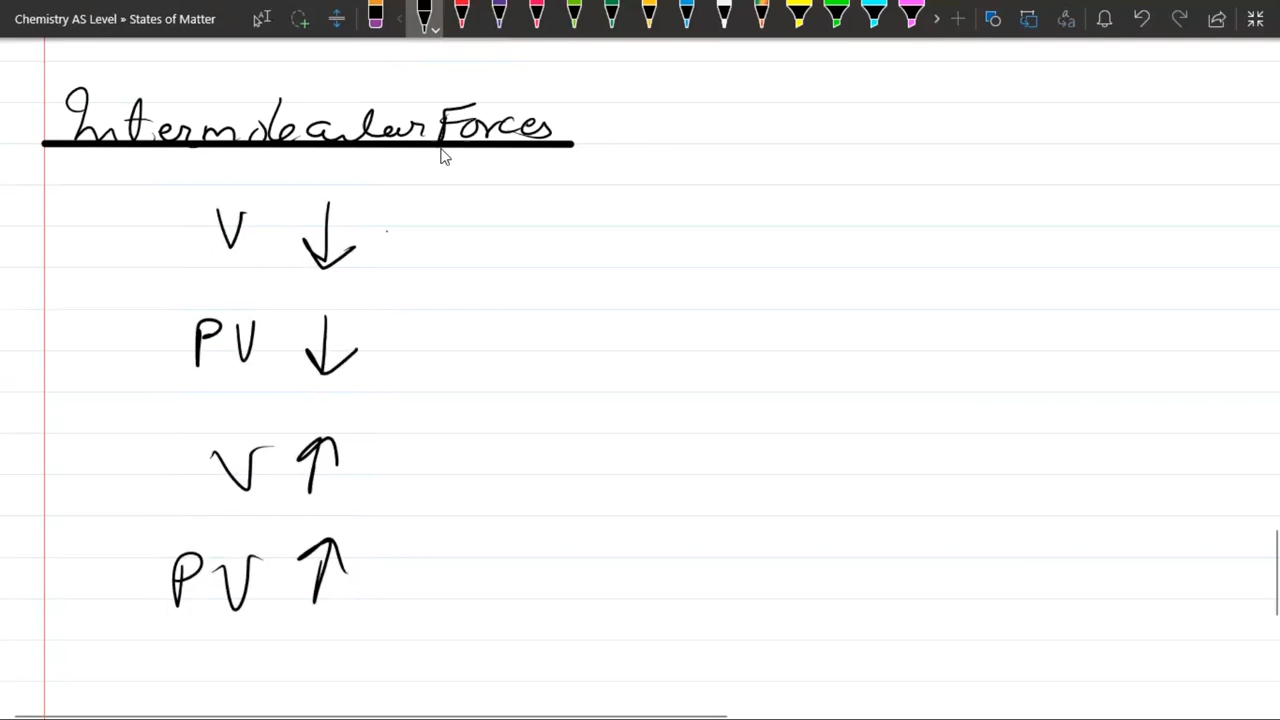 Chemistry AS Level » States of Matter
Intermolecular Forces
V ↓
PV ↓
V ↑
PV ↑